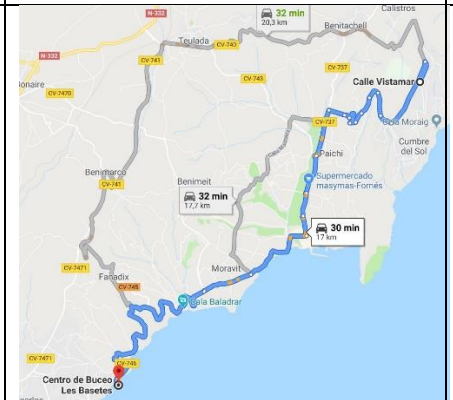 Calistros
N-332
32 min
20,3 km
Benitachell
Teulada
CV-740
CV-741
N-332
CV-743
CV-737
Calle Vistamar
CV-7470
CV-737
Cala Moraig
Cumbre
del Sol
Paichi
Benimarco
Supermercado
masymas-Fornés
Benimeit
CV-741
32 min
17,7 km
30 min
17 km
Moravit
CV-7471
Fanadix
CV-746
Cala Baladrar
CV-7471
CV-746
Centro de Buceo
Les Basetes